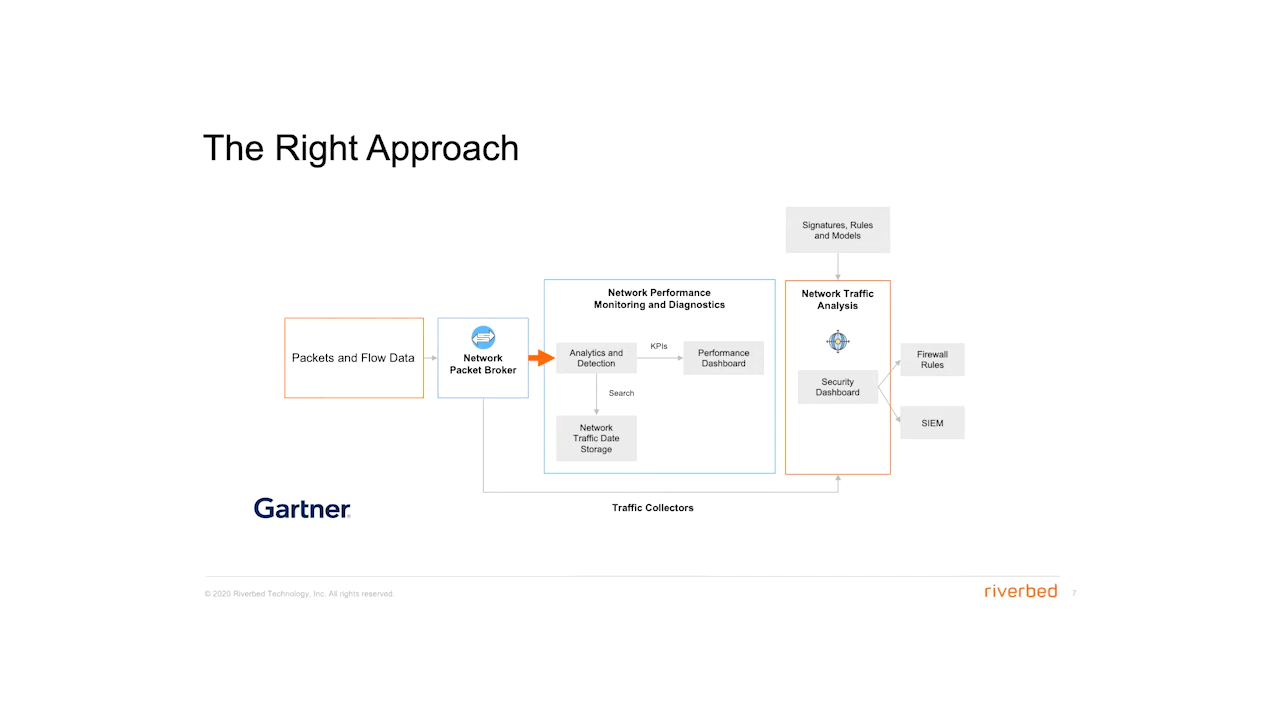 The Right Approach
Signatures, Rules
and Models
Packets and Flow Data
Network
Packet Broker
Network Performance
Monitoring and Diagnostics
Analytics and
Detection
KPIs
Performance
Dashboard
Search
Network
Traffic Date
Storage
Network Traffic
Analysis
Security
Dashboard
Firewall
Rules
SIEM
Traffic Collectors
Gartner
© 2020 Riverbed Technology, Inc. All rights reserved.
riverbed
7